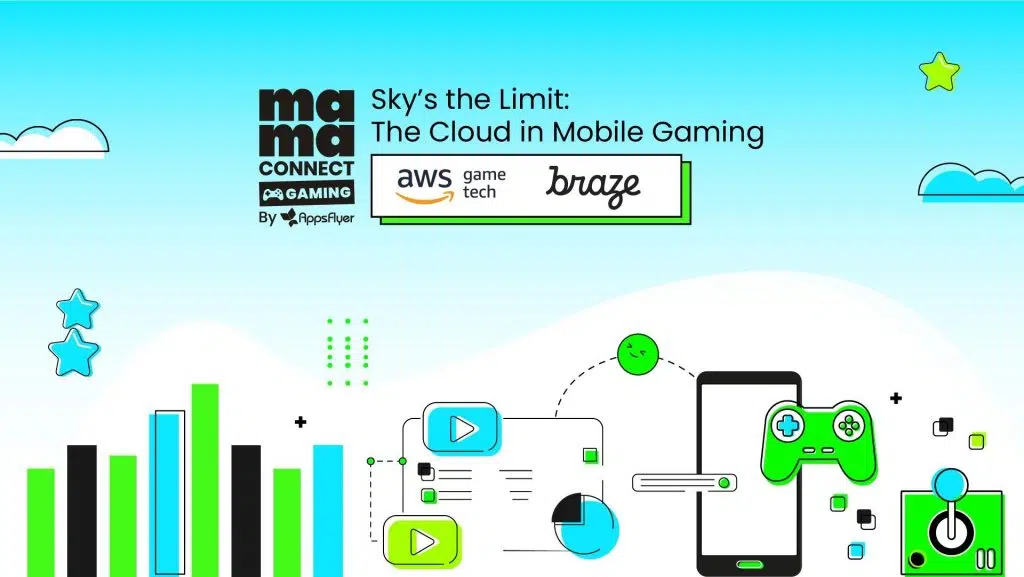 ma
ma
CONNECT
GAMING
By AppsFlyer
Sky's the Limit:
The Cloud in Mobile Gaming
aws game
tech
braze